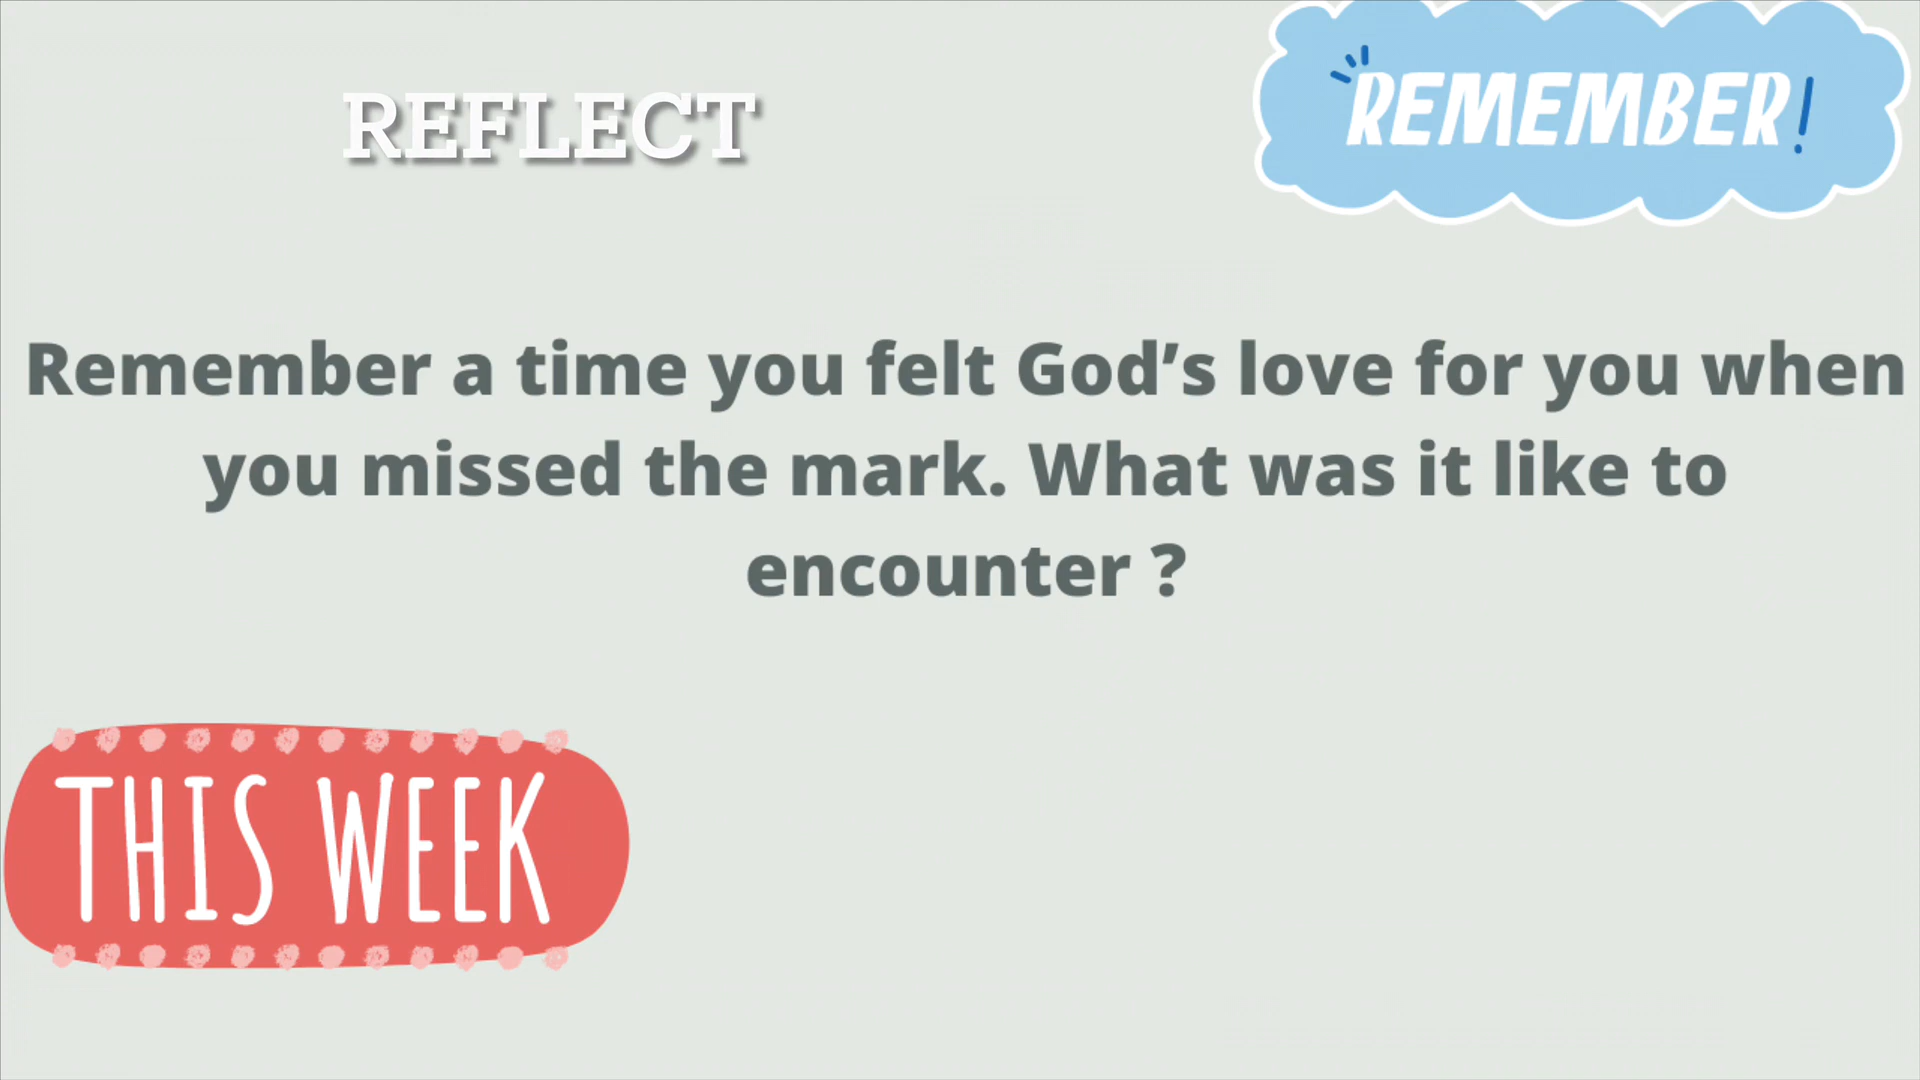 REFLECT
REMEMBER!
Remember a time you felt God’s love for you when
you missed the mark. What was it like to
encounter ?
THIS WEEK